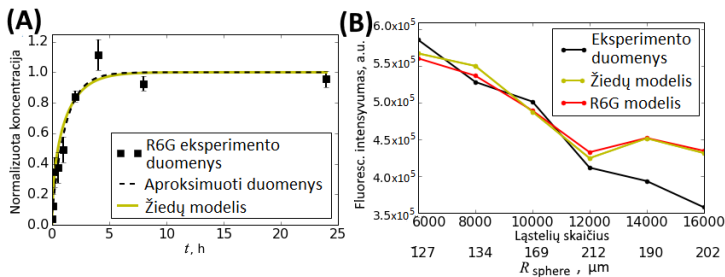 (A)
Normalizuota koncentracija
1.2
1.0
0.8
0.6
0.4
0.2
0.0
0
5
10
15
20
25
t, h
R6G eksperimento
duomenys
Aproksimuoti duomenys
Žiedų modelis
(B)
Fluoresc. intensyvumas, a.u.
6.0x10⁵
5.5x10⁵
5.0x10⁵
4.5x10⁵
4.0x10⁵
3.5x10⁵
Eksperimento
duomenys
Žiedų modelis
R6G modelis
6000 8000 10000 12000 14000 16000
Ląstelių skaičius
127 134 169 212 190 202
R sphere , µm